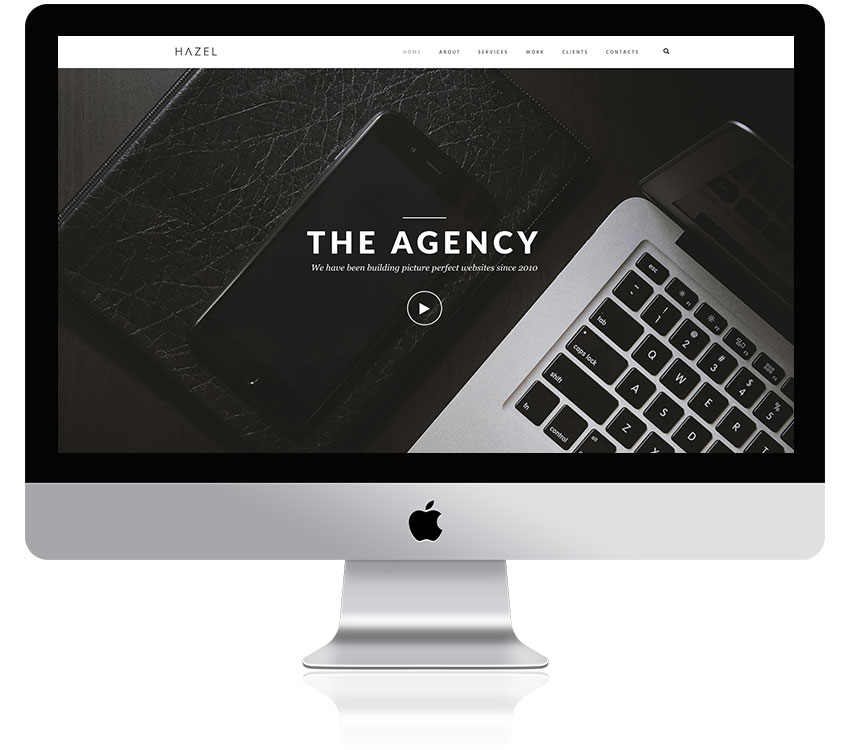 HAZEL
HOME ABOUT SERVICES WORK CLIENTS CONTACTS
THE AGENCY
We have been building picture perfect websites since 2010
esc
F1 F2 F3 F4
~ ` ! 1 @ 2 # 3 $ 4 % 5
tab Q W E R T
caps lock A S D
shift Z
fn control alt